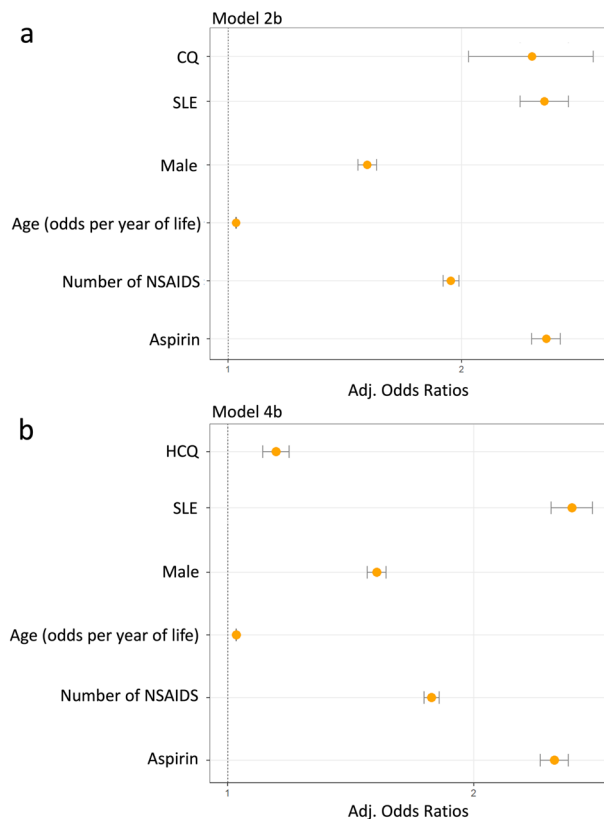 a
Model 2b
CQ
SLE
Male
Age (odds per year of life)
Number of NSAIDS
Aspirin
1
2
Adj. Odds Ratios
b
Model 4b
HCQ
SLE
Male
Age (odds per year of life)
Number of NSAIDS
Aspirin
1
2
Adj. Odds Ratios